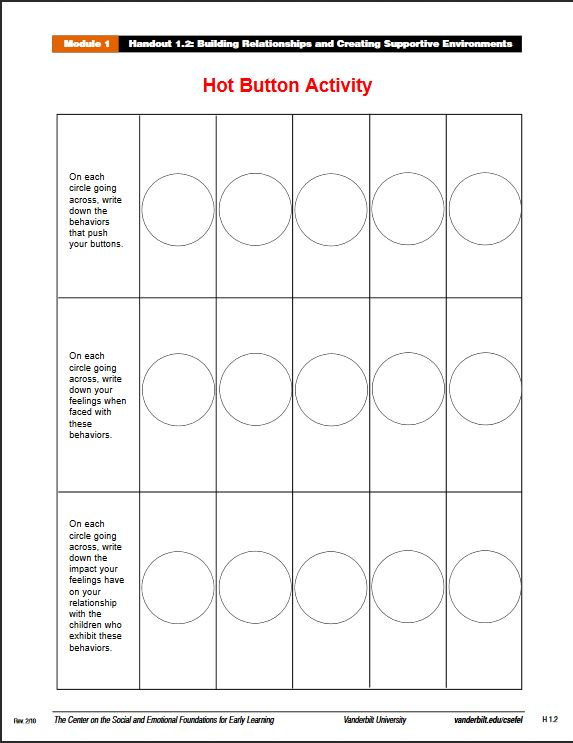 Module 1 Handout 1.2: Building Relationships and Creating Supportive Environments
Hot Button Activity
On each
circle going
across, write
down the
behaviors
that push
your buttons.
On each
circle going
across, write
down your
feelings when
faced with
these
behaviors.
On each
circle going
across, write
down the
impact your
feelings have
on your
relationship
with the
children who
exhibit these
behaviors.
Rev. 2/10 The Center on the Social and Emotional Foundations for Early Learning Vanderbilt University vanderbilt.edu/csefel H 1.2